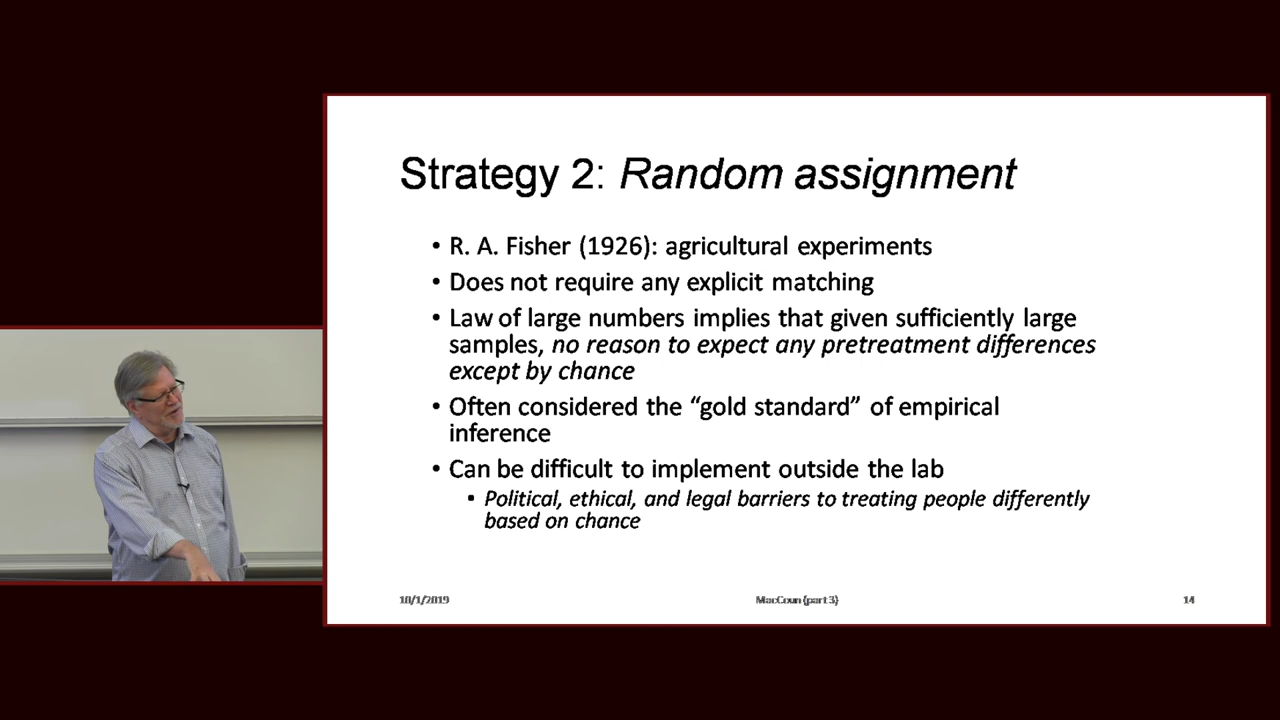 Strategy 2: Random assignment
• R. A. Fisher (1926): agricultural experiments
• Does not require any explicit matching
• Law of large numbers implies that given sufficiently large
samples, no reason to expect any pretreatment differences
except by chance
• Often considered the “gold standard” of empirical
inference
• Can be difficult to implement outside the lab
• Political, ethical, and legal barriers to treating people differently
based on chance
10/1/2019
MacCoun (part 3)
14